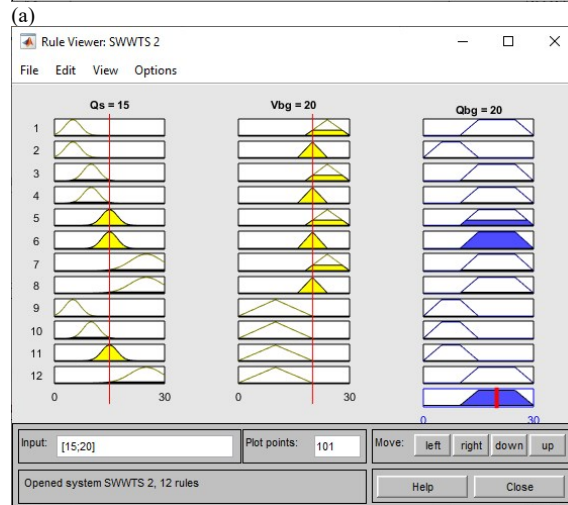 (a)
Rule Viewer: SWWTS 2
File Edit View Options
Qs = 15 Vbg = 20 Qbg = 20
1
2
3
4
5
6
7
8
9
10
11
12
0 30 0 30
0 30
Input: [15;20] Plot points: 101 Move: left right down up
Opened system SWWTS 2, 12 rules Help Close